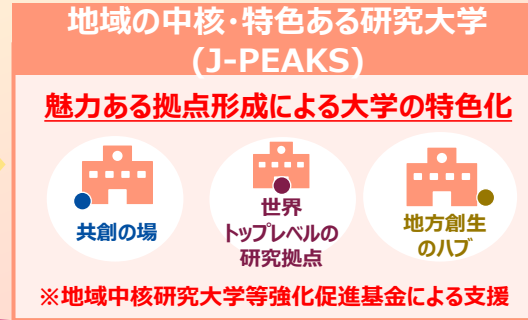 地域の中核・特色ある研究大学
(J-PEAKS)
魅力ある拠点形成による大学の特色化
共創の場
世界
トップレベルの
研究拠点
地方創生
のハブ
※地域中核研究大学等強化促進基金による支援